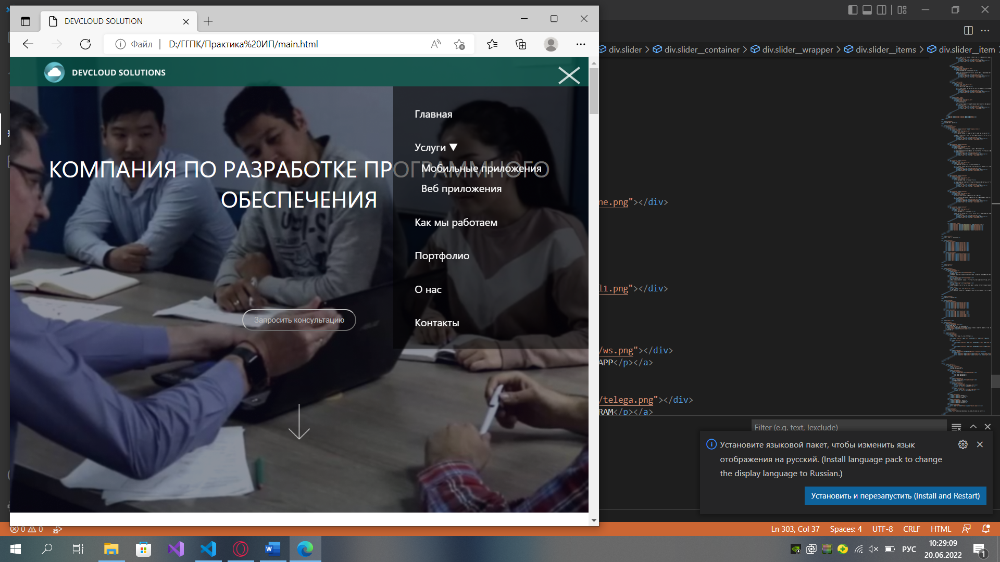 DEVCLOUD SOLUTION
Файл
D:/ГГПК/Практика%20ИП/main.html
DEVCLOUD SOLUTIONS
Главная
Услуги ▼
КОМПАНИЯ ПО РАЗРАБОТКЕ ПРОГРАММНОГО
ОБЕСПЕЧЕНИЯ
Мобильные приложения
Веб приложения
Как мы работаем
Портфолио
О нас
Запросить консультацию
Контакты
div.slider > div.slider__container > div.slider__wrapper > div.slider__items > div.slider__item
ne.png"></div>
l1.png"></div>
/ws.png"></div>
APP</p></a>
/telega.png"></div>
RAM</p></a>
Filter (e.g. text, !exclude)
Установите языковой пакет, чтобы изменить язык
отображения на русский. (Install language pack to change
the display language to Russian.)
Установить и перезапустить (Install and Restart)
0 0
Ln 303, Col 37 Spaces: 4 UTF-8 CRLF HTML
РУС
10:29:09
20.06.2022
1